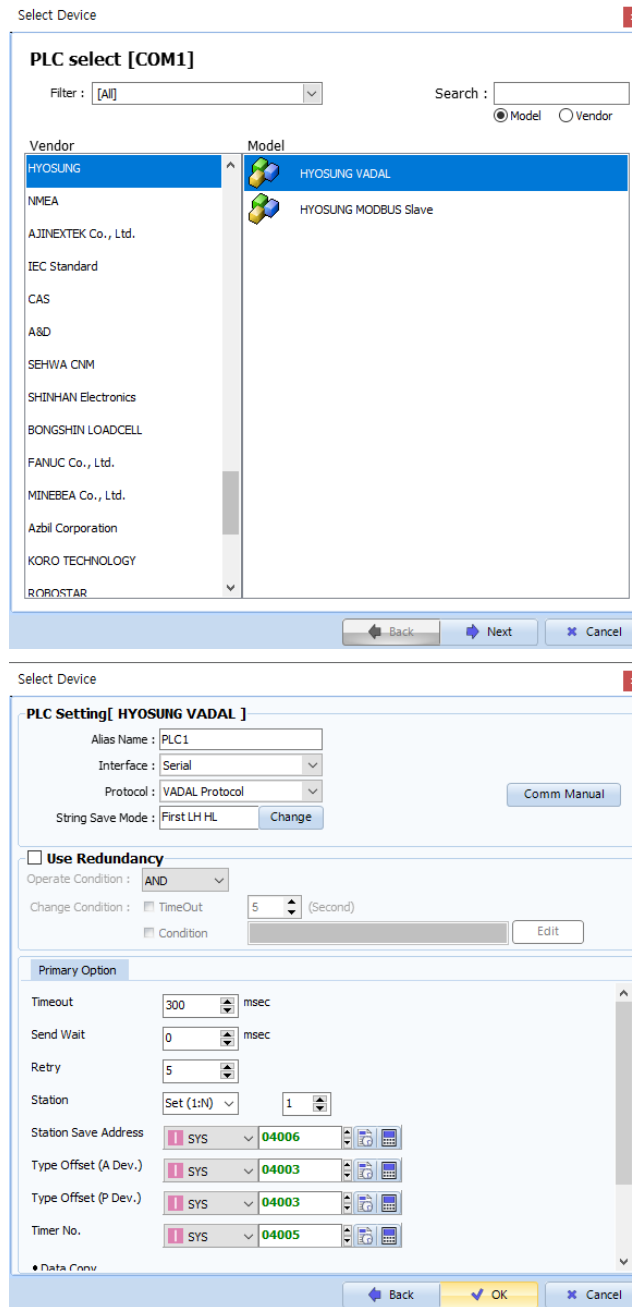 Select Device
PLC select [COM1]
Filter : [All]
Search :
Model Vendor
Vendor
HYOSUNG
NMEA
AJINEXTEK Co., Ltd.
IEC Standard
CAS
A&D
SEHWA CNM
SHINHAN Electronics
BONGSHIN LOADCELL
FANUC Co., Ltd.
MINEBEA Co., Ltd.
Azbil Corporation
KORO TECHNOLOGY
ROBOSTAR
Model
HYOSUNG VADAL
HYOSUNG MODBUS Slave
Back Next Cancel
Select Device
PLC Setting[ HYOSUNG VADAL ]
Alias Name : PLC1
Interface : Serial
Protocol : VADAL Protocol
Comm Manual
String Save Mode : First LH HL Change
Use Redundancy
Operate Condition : AND
Change Condition : TimeOut 5 (Second)
Condition Edit
Primary Option
Timeout 300 msec
Send Wait 0 msec
Retry 5
Station Set (1:N) 1
Station Save Address I SYS 04006
Type Offset (A Dev.) I SYS 04003
Type Offset (P Dev.) I SYS 04003
Timer No. I SYS 04005
• Data Copy
Back OK Cancel